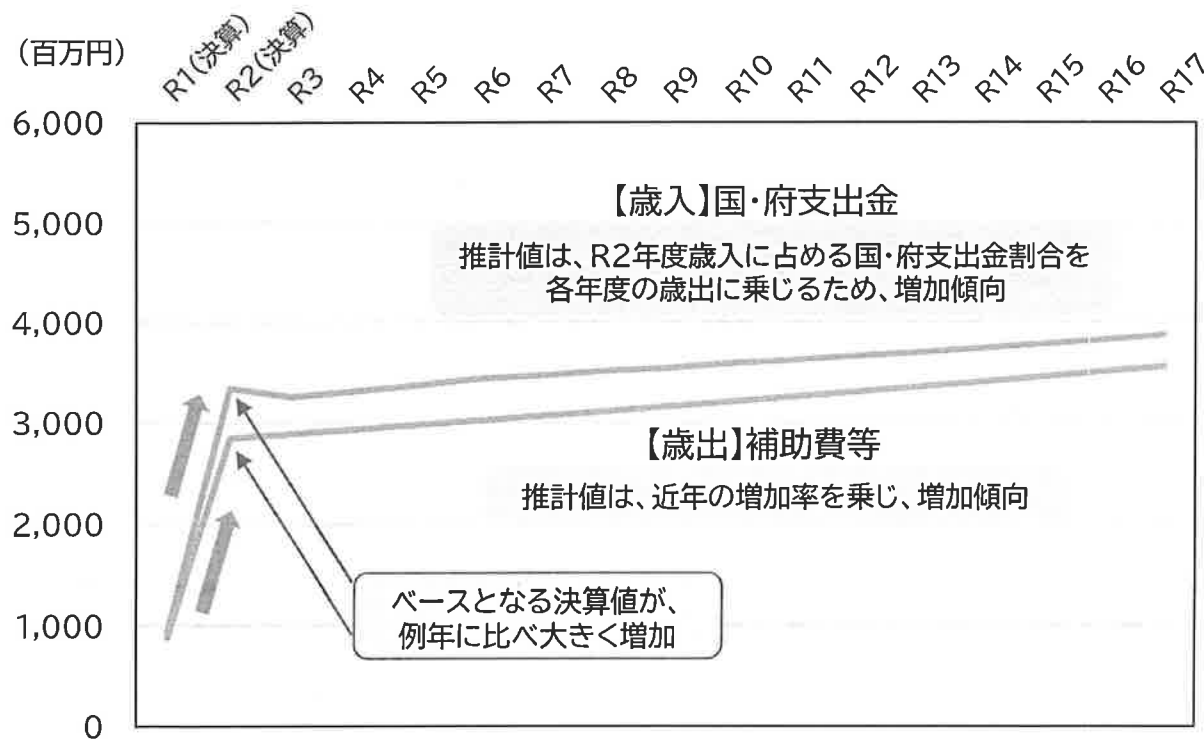 (百万円)
R1(決算)
R2(決算)
R3
R4
R5
R6
R7
R8
R9
R10
R11
R12
R13
R14
R15
R16
R17
6,000
5,000
4,000
3,000
2,000
1,000
0
【歳入】国・府支出金
推計値は、R2年度歳入に占める国・府支出金割合を
各年度の歳出に乗じるため、増加傾向
【歳出】補助費等
推計値は、近年の増加率を乗じ、増加傾向
ベースとなる決算値が、
例年に比べ大きく増加